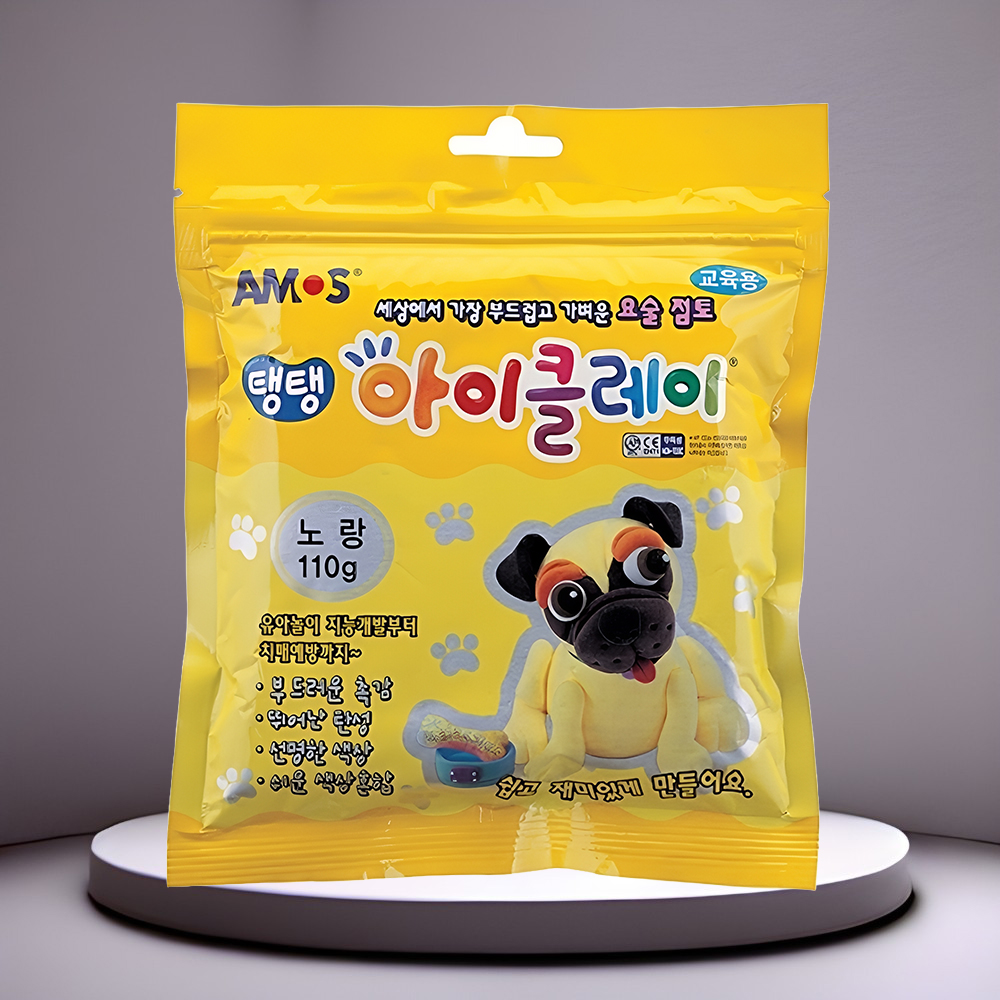 AMOS®
교육용
세상에서 가장 부드럽고 가벼운 요술 점토
탱탱 아이클레이®
CE
노랑
110g
유아놀이 지능개발부터
치매예방까지~
· 부드러운 촉감
· 뛰어난 탄성
· 선명한 색상
· 쉬운 색상혼합
쉽고 재미있게 만들어요.